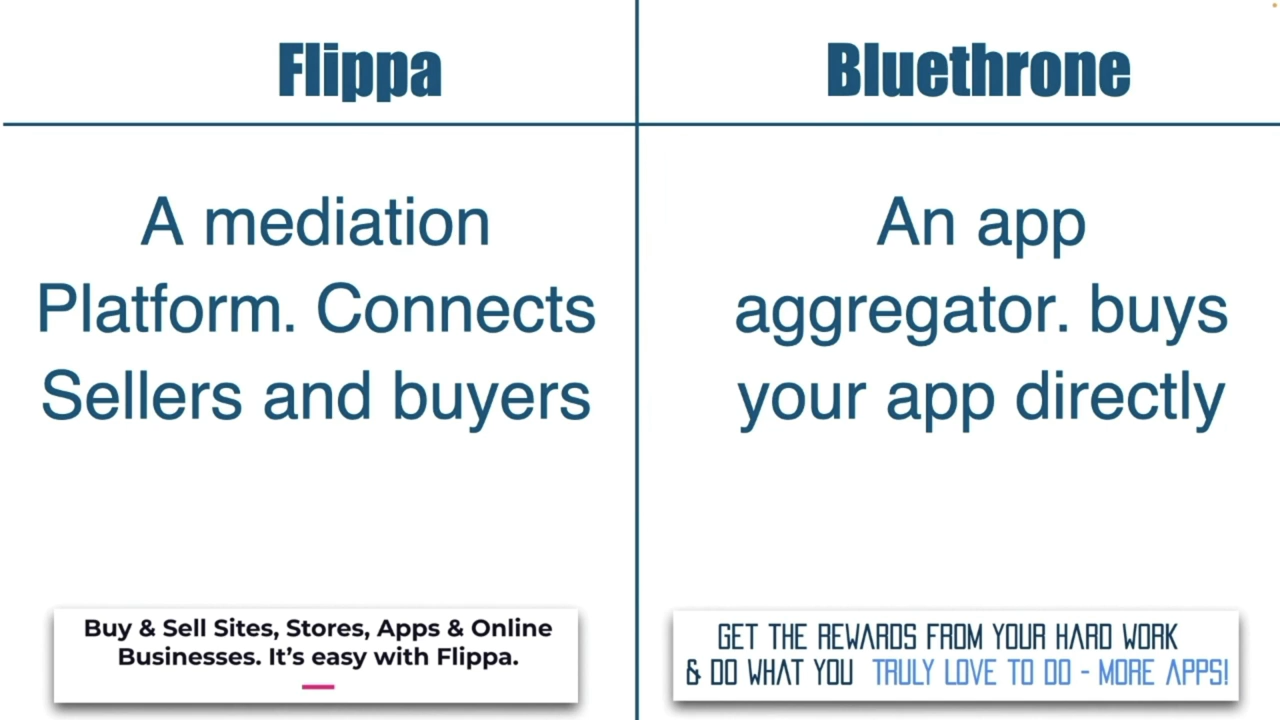 Flippa
Bluethrone
A mediation
Platform. Connects
Sellers and buyers
An app
aggregator. buys
your app directly
Buy & Sell Sites, Stores, Apps & Online
Businesses. It’s easy with Flippa.
GET THE REWARDS FROM YOUR HARD WORK
& DO WHAT YOU TRULY LOVE TO DO - MORE APPS!